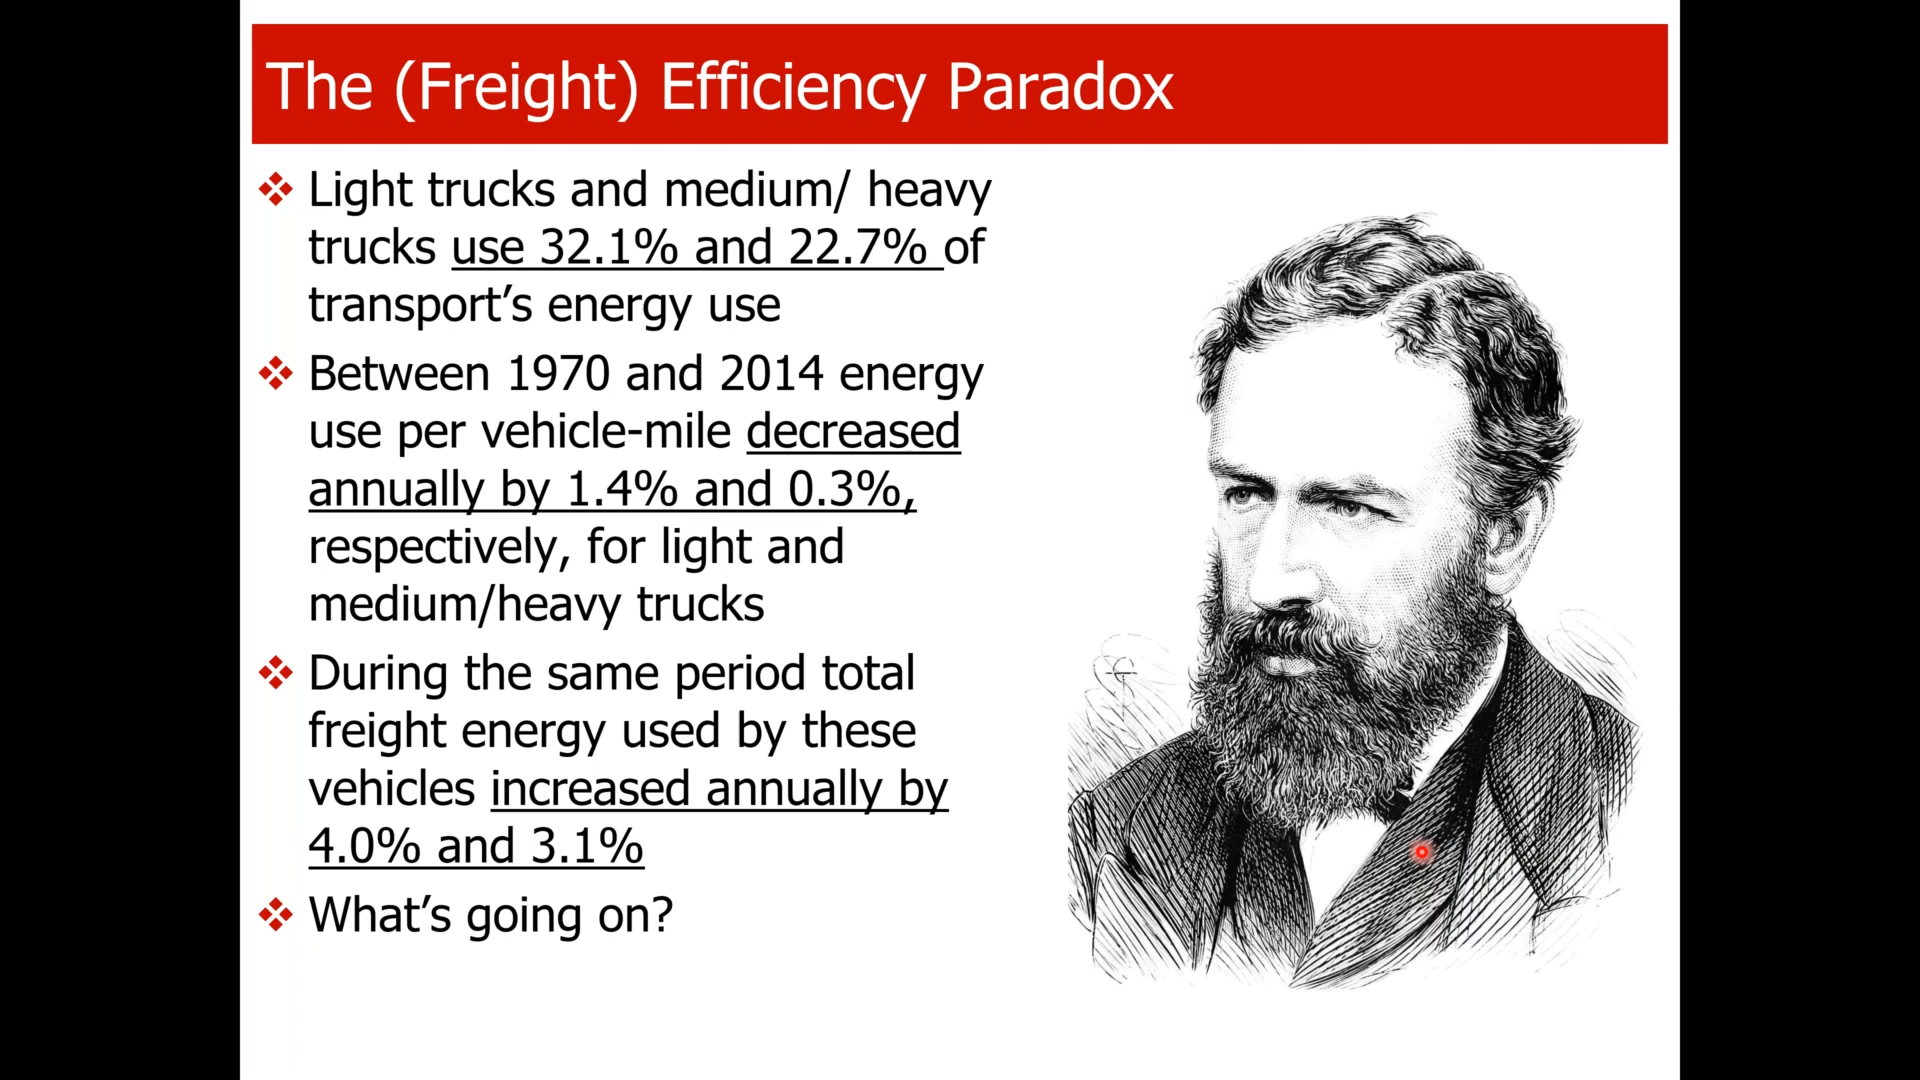 The (Freight) Efficiency Paradox
Light trucks and medium/ heavy
trucks use 32.1% and 22.7% of
transport’s energy use
Between 1970 and 2014 energy
use per vehicle-mile decreased
annually by 1.4% and 0.3%,
respectively, for light and
medium/heavy trucks
During the same period total
freight energy used by these
vehicles increased annually by
4.0% and 3.1%
What’s going on?